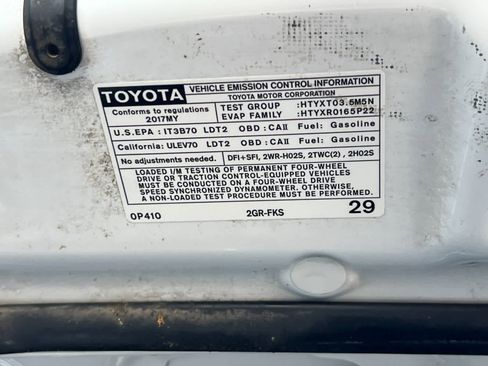 TOYOTA
VEHICLE EMISSION CONTROL INFORMATION
TOYOTA MOTOR CORPORATION
Conforms to regulations
2017MY
TEST GROUP :HTYXT03.5M5N
EVAP FAMILY :HTYXR0165P22
U.S.EPA : IT3B70 LDT2 OBD : CAII Fuel: Gasoline
California: ULEV70 LDT2 OBD : CAII Fuel: Gasoline
No adjustments needed. DFI+SFI, 2WR-HO2S, 2TWC(2) , 2HO2S
LOADED I/M TESTING OF PERMANENT FOUR-WHEEL
DRIVE OR TRACTION CONTROL-EQUIPPED VEHICLES
MUST BE CONDUCTED ON A FOUR-WHEEL DRIVE
SPEED SYNCHRONIZED DYNAMOMETER. OTHERWISE,
A NON-LOADED TEST PROCEDURE MUST BE PERFORMED.
0P410 2GR-FKS 29